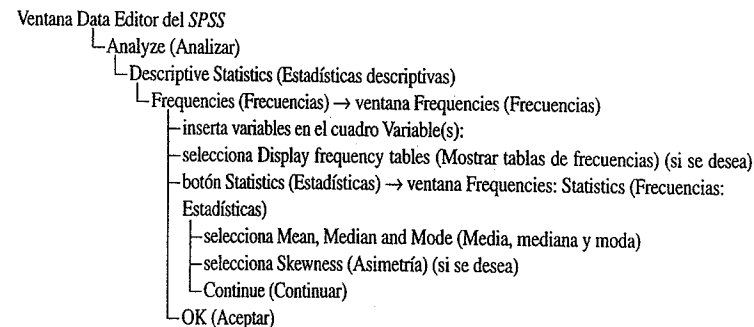 Ventana Data Editor del SPSS
Analyze (Analizar)
Descriptive Statistics (Estadísticas descriptivas)
Frequencies (Frecuencias) → ventana Frequencies (Frecuencias)
inserta variables en el cuadro Variable(s):
selecciona Display frequency tables (Mostrar tablas de frecuencias) (si se desea)
botón Statistics (Estadísticas) → ventana Frequencies: Statistics (Frecuencias:
Estadísticas)
selecciona Mean, Median and Mode (Media, mediana y moda)
selecciona Skewness (Asimetría) (si se desea)
Continue (Continuar)
OK (Aceptar)